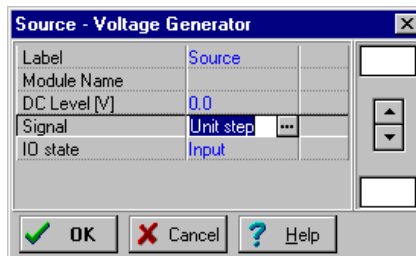 Source - Voltage Generator
Label Source
Module Name
DC Level [V] 0.0
Signal Unit step ...
IO state Input
OK Cancel ? Help